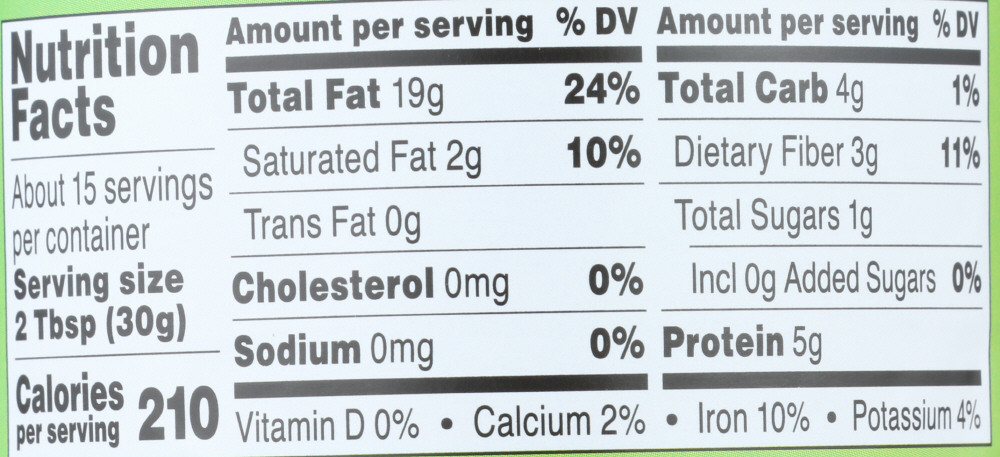 Nutrition
Facts
About 15 servings
per container
Serving size
2 Tbsp (30g)
Calories
per serving 210
Amount per serving % DV
Total Fat 19g 24%
Saturated Fat 2g 10%
Trans Fat 0g
Cholesterol 0mg 0%
Sodium 0mg 0%
Amount per serving % DV
Total Carb 4g 1%
Dietary Fiber 3g 11%
Total Sugars 1g
Incl 0g Added Sugars 0%
Protein 5g
Vitamin D 0% • Calcium 2% • Iron 10% • Potassium 4%